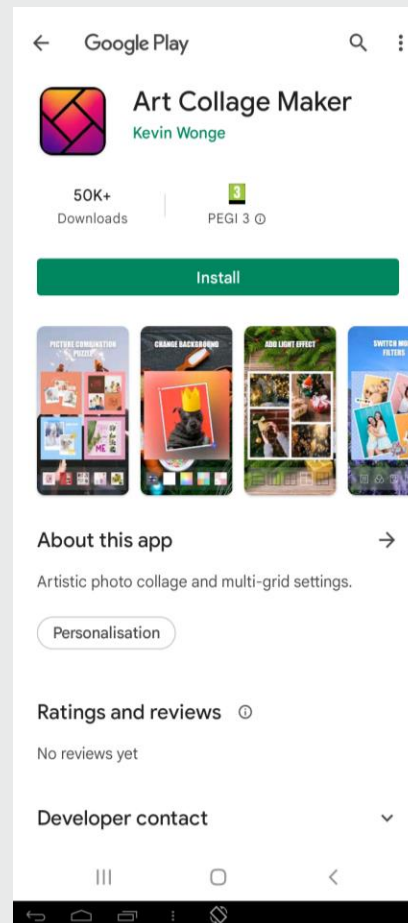 Google Play
Art Collage Maker
Kevin Wonge
50K+
Downloads
3
PEGI 3
Install
PICTURE COMBINATION
PUZZLE
CHANGE BACKGROUND
ADD LIGHT EFFECT
SWITCH
FILTERS
ME
About this app
Artistic photo collage and multi-grid settings.
Personalisation
Ratings and reviews
No reviews yet
Developer contact